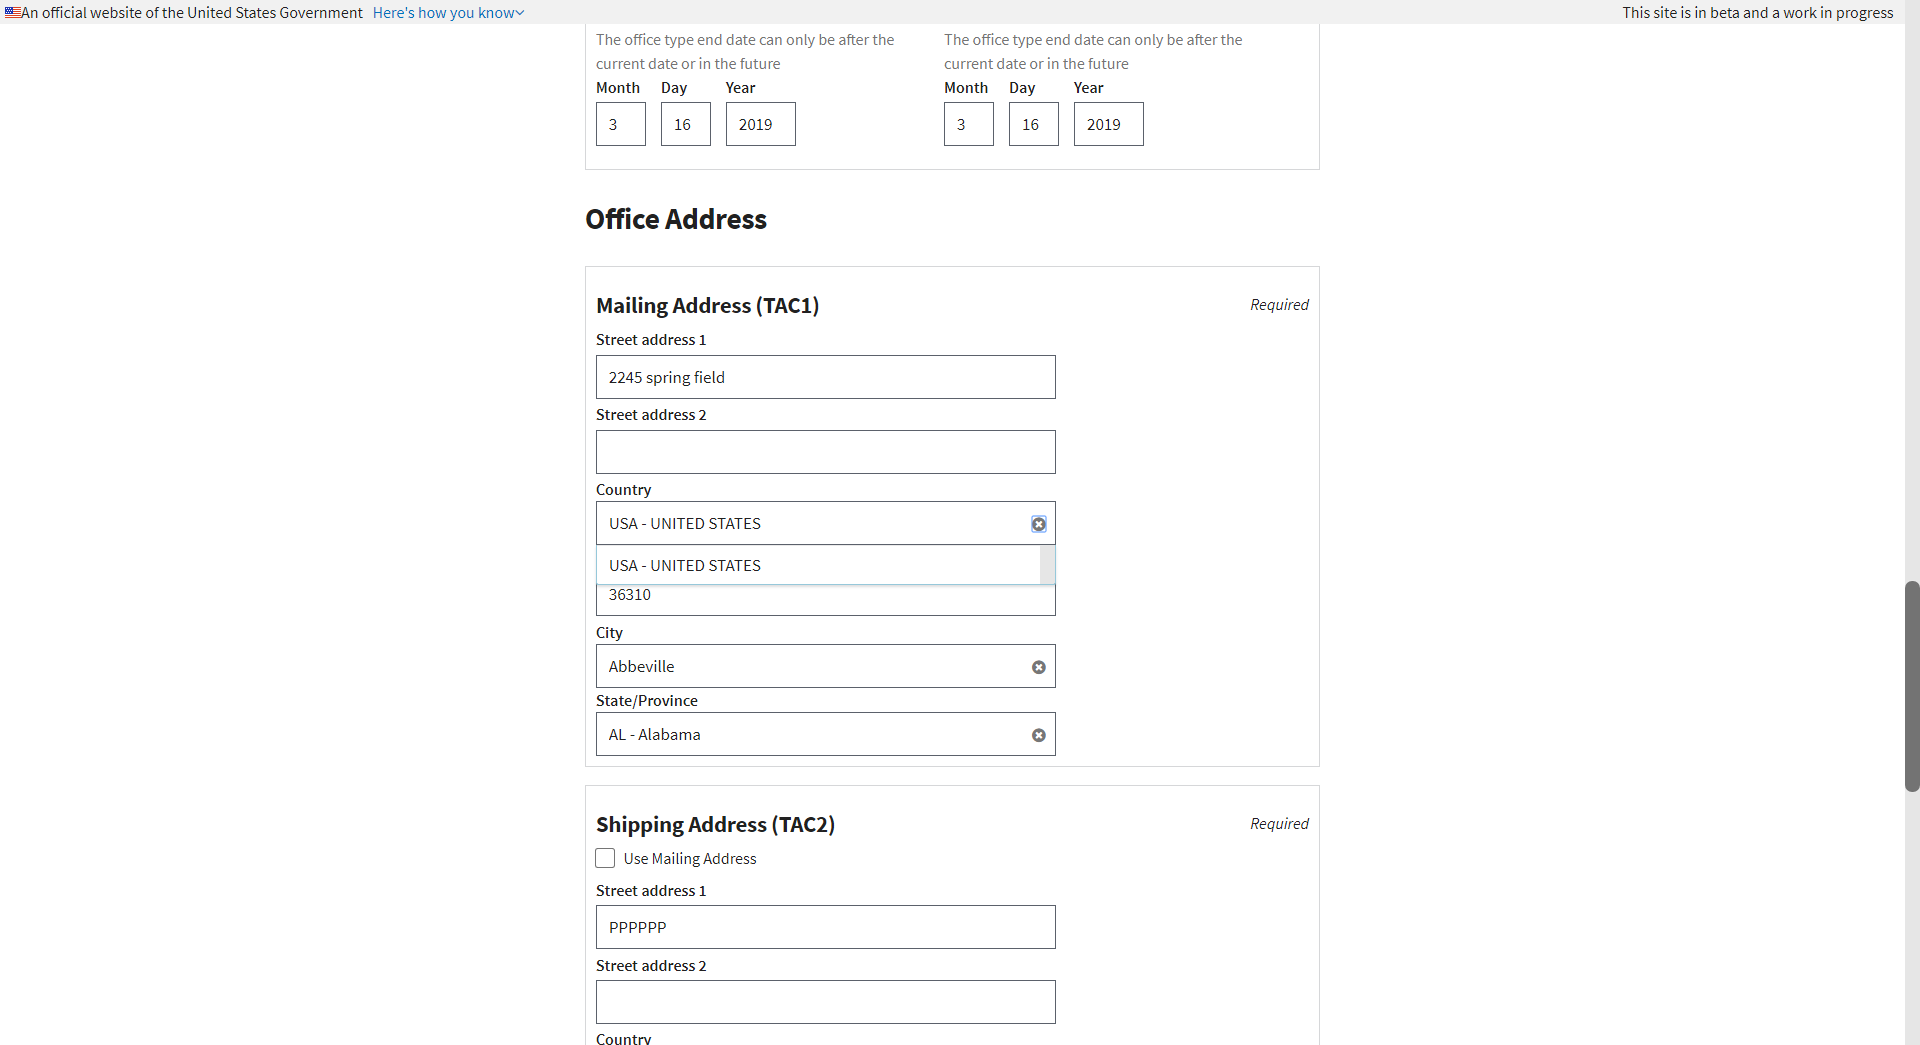 An official website of the United States Government Here's how you know
This site is in beta and a work in progress
The office type end date can only be after the
current date or in the future
Month Day Year
3 16 2019
The office type end date can only be after the
current date or in the future
Month Day Year
3 16 2019
Office Address
Mailing Address (TAC1)
Required
Street address 1
2245 spring field
Street address 2
Country
USA - UNITED STATES
USA - UNITED STATES
36310
City
Abbeville
State/Province
AL - Alabama
Shipping Address (TAC2)
Required
Use Mailing Address
Street address 1
PPPPPP
Street address 2
Country